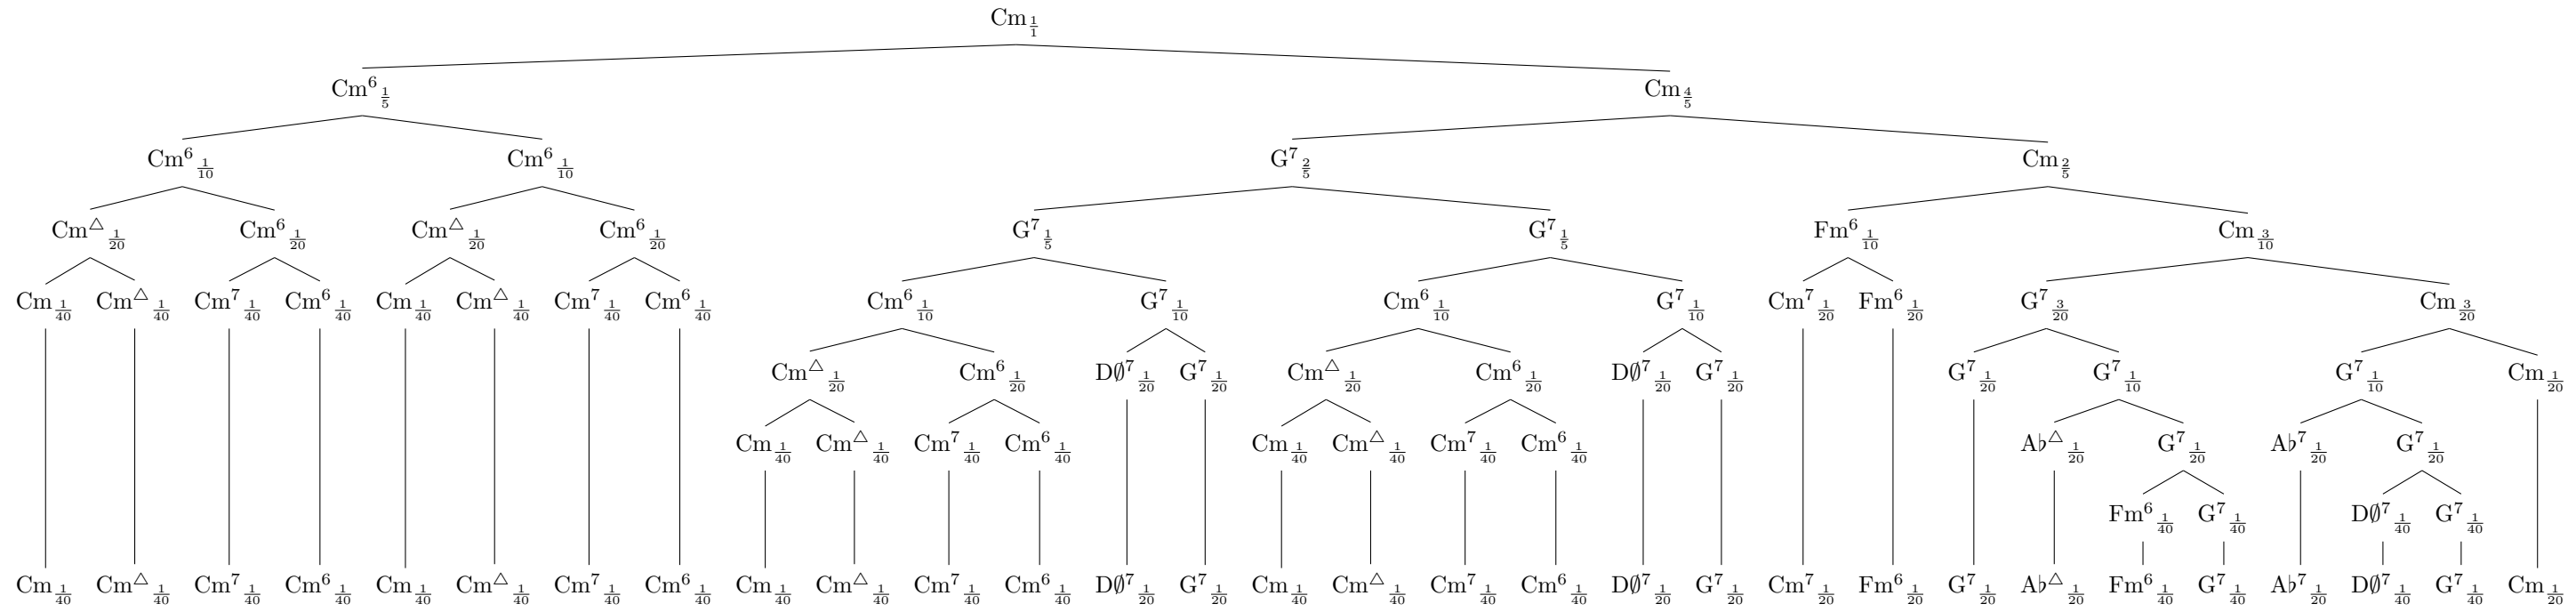 Cm 1/1
Cm⁶ 1/5 Cm 4/5
Cm⁶ 1/10 Cm⁶ 1/10 G⁷ 2/5 Cm 2/5
Cm△ 1/20 Cm⁶ 1/20 Cm△ 1/20 Cm⁶ 1/20 G⁷ 1/5 G⁷ 1/5 Fm⁶ 1/10 Cm 3/10
Cm 1/40 Cm△ 1/40 Cm⁷ 1/40 Cm⁶ 1/40 Cm 1/40 Cm△ 1/40 Cm⁷ 1/40 Cm⁶ 1/40 Cm⁶ 1/10 G⁷ 1/10 Cm⁶ 1/10 G⁷ 1/10 Cm⁷ 1/20 Fm⁶ 1/20 G⁷ 3/20 Cm 3/20
Cm△ 1/20 Cm⁶ 1/20 D∅⁷ 1/20 G⁷ 1/20 Cm△ 1/20 Cm⁶ 1/20 D∅⁷ 1/20 G⁷ 1/20 G⁷ 1/20 G⁷ 1/10 G⁷ 1/10 Cm 1/20
Cm 1/40 Cm△ 1/40 Cm⁷ 1/40 Cm⁶ 1/40 Cm 1/40 Cm△ 1/40 Cm⁷ 1/40 Cm⁶ 1/40 A♭△ 1/20 G⁷ 1/20 A♭⁷ 1/20 G⁷ 1/20
Fm⁶ 1/40 G⁷ 1/40 D∅⁷ 1/40 G⁷ 1/40
Cm 1/40 Cm△ 1/40 Cm⁷ 1/40 Cm⁶ 1/40 Cm 1/40 Cm△ 1/40 Cm⁷ 1/40 Cm⁶ 1/40 Cm 1/40 Cm△ 1/40 Cm⁷ 1/40 Cm⁶ 1/40 D∅⁷ 1/20 G⁷ 1/20 Cm 1/40 Cm△ 1/40 Cm⁷ 1/40 Cm⁶ 1/40 D∅⁷ 1/20 G⁷ 1/20 Cm⁷ 1/20 Fm⁶ 1/20 G⁷ 1/20 A♭△ 1/20 Fm⁶ 1/40 G⁷ 1/40 A♭⁷ 1/20 D∅⁷ 1/40 G⁷ 1/40 Cm 1/20